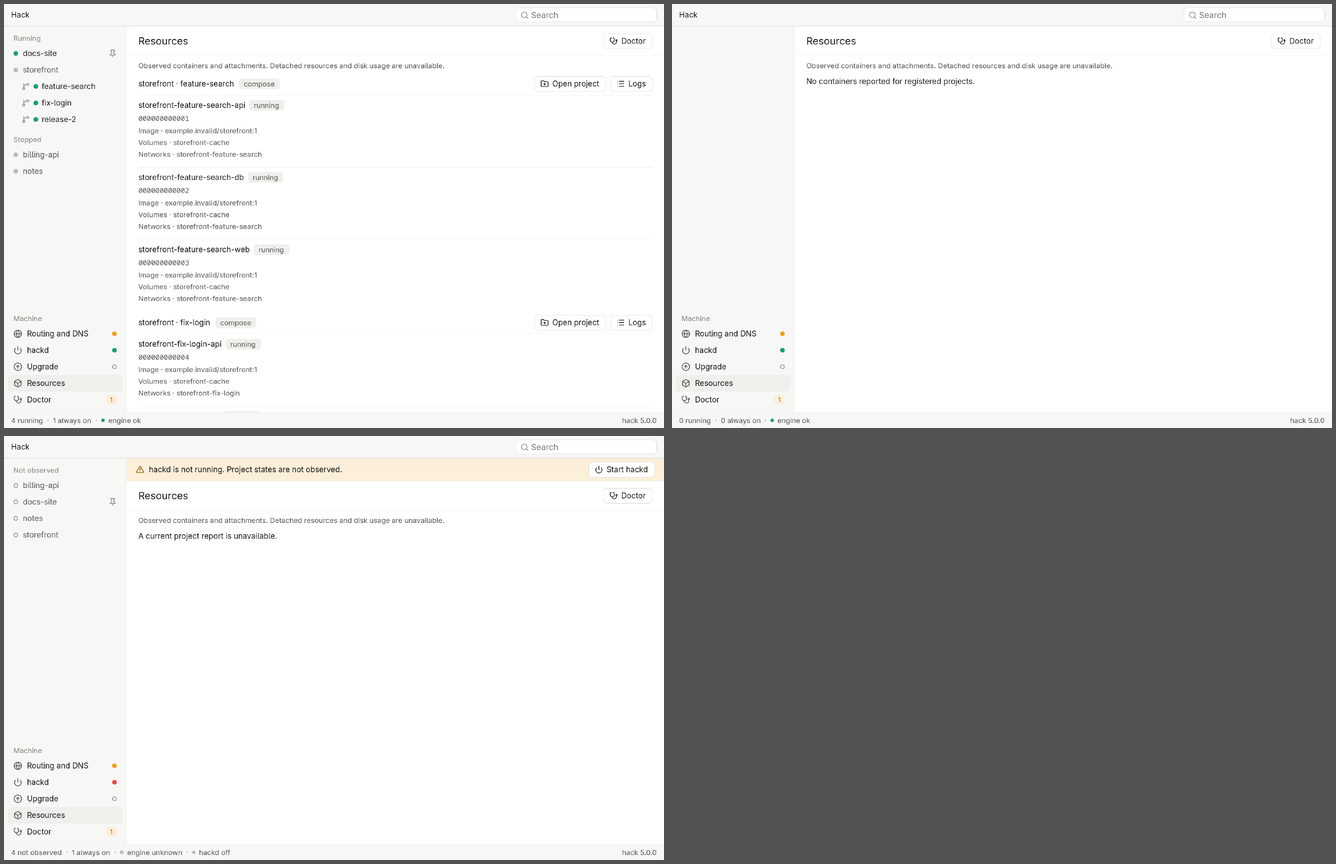 Hack
Search
Running
docs-site
storefront
feature-search
fix-login
release-2
Stopped
billing-api
notes
Machine
Routing and DNS
hackd
Upgrade
Resources
Doctor 1
Resources
Doctor
Observed containers and attachments. Detached resources and disk usage are unavailable.
storefront · feature-search compose
Open project Logs
storefront-feature-search-api running
000000000001
Image · example.invalid/storefront:1
Volumes · storefront-cache
Networks · storefront-feature-search
storefront-feature-search-db running
000000000002
Image · example.invalid/storefront:1
Volumes · storefront-cache
Networks · storefront-feature-search
storefront-feature-search-web running
000000000003
Image · example.invalid/storefront:1
Volumes · storefront-cache
Networks · storefront-feature-search
storefront · fix-login compose
Open project Logs
storefront-fix-login-api running
000000000004
Image · example.invalid/storefront:1
Volumes · storefront-cache
Networks · storefront-fix-login
4 running · 1 always on · engine ok
hack 5.0.0
Hack
Search
Machine
Routing and DNS
hackd
Upgrade
Resources
Doctor 1
Resources
Doctor
Observed containers and attachments. Detached resources and disk usage are unavailable.
No containers reported for registered projects.
0 running · 0 always on · engine ok
hack 5.0.0
Hack
Search
Not observed
billing-api
docs-site
notes
storefront
Machine
Routing and DNS
hackd
Upgrade
Resources
Doctor 1
hackd is not running. Project states are not observed.
Start hackd
Resources
Doctor
Observed containers and attachments. Detached resources and disk usage are unavailable.
A current project report is unavailable.
4 not observed · 1 always on · engine unknown · hackd off
hack 5.0.0